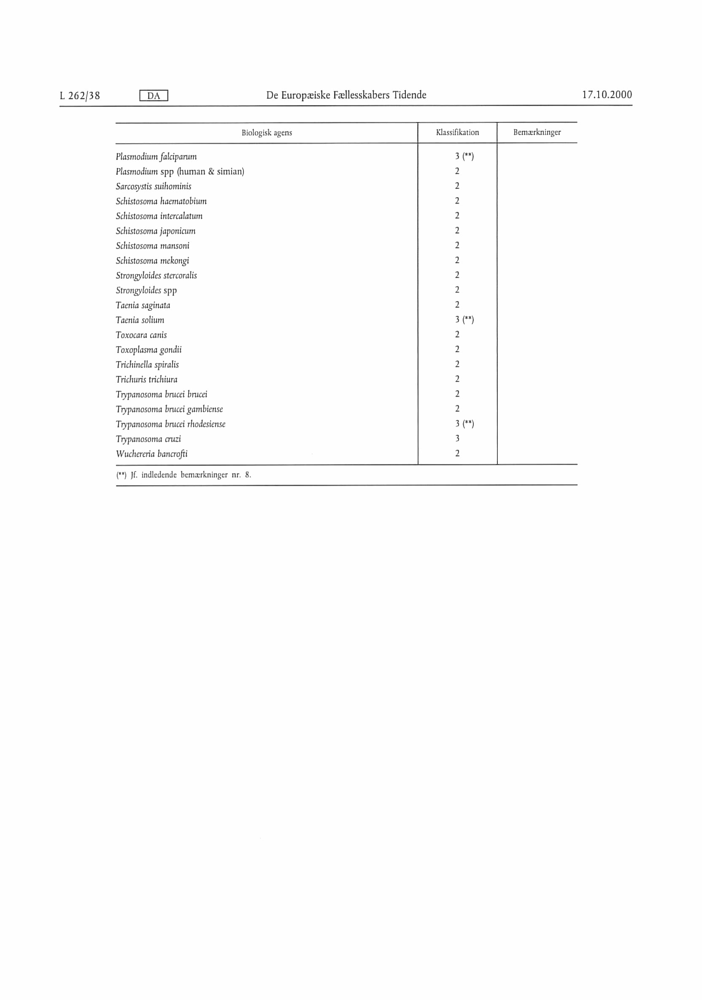 L 262/38 DA De Europæiske Fællesskabers Tidende 17.10.2000
Biologisk agens Klassifikation Bemærkninger
Plasmodium falciparum 3 (**)
Plasmodium spp (human & simian) 2
Sarcosystis suihominis 2
Schistosoma haematobium 2
Schistosoma intercalatum 2
Schistosoma japonicum 2
Schistosoma mansoni 2
Schistosoma mekongi 2
Strongyloides stercoralis 2
Strongyloides spp 2
Taenia saginata 2
Taenia solium 3 (**)
Toxocara canis 2
Toxoplasma gondii 2
Trichinella spiralis 2
Trichuris trichiura 2
Trypanosoma brucei brucei 2
Trypanosoma brucei gambiense 2
Trypanosoma brucei rhodesiense 3 (**)
Trypanosoma cruzi 3
Wuchereria bancrofti 2
(**) Jf. indledende bemærkninger nr. 8.